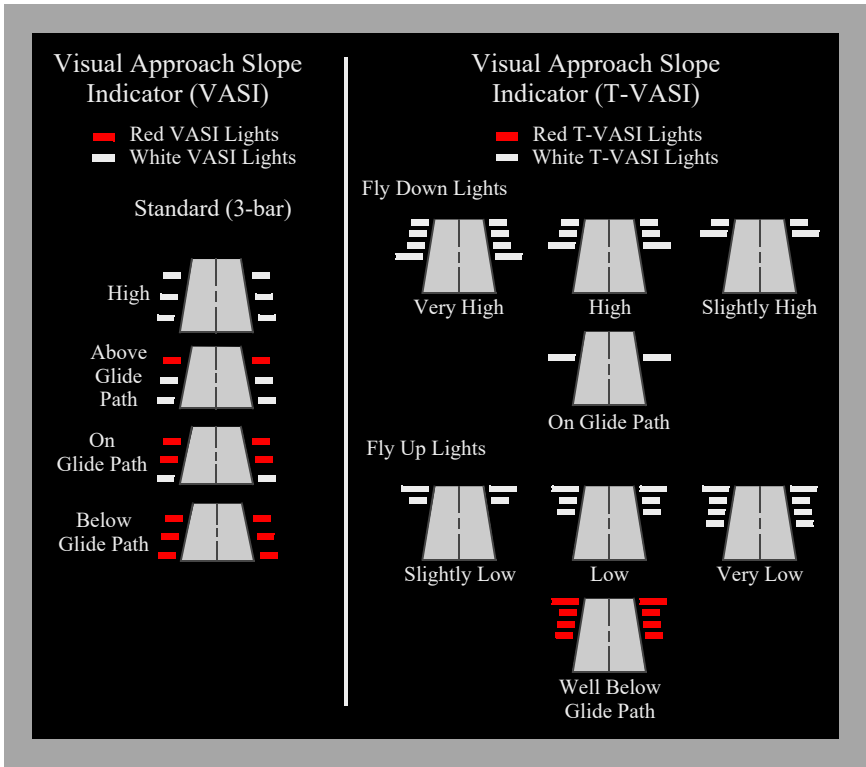 Visual Approach Slope
Indicator (VASI)
Red VASI Lights
White VASI Lights
Standard (3-bar)
High
Above
Glide
Path
On
Glide Path
Below
Glide Path
Visual Approach Slope
Indicator (T-VASI)
Red T-VASI Lights
White T-VASI Lights
Fly Down Lights
Very High
High
Slightly High
On Glide Path
Fly Up Lights
Slightly Low
Low
Very Low
Well Below
Glide Path